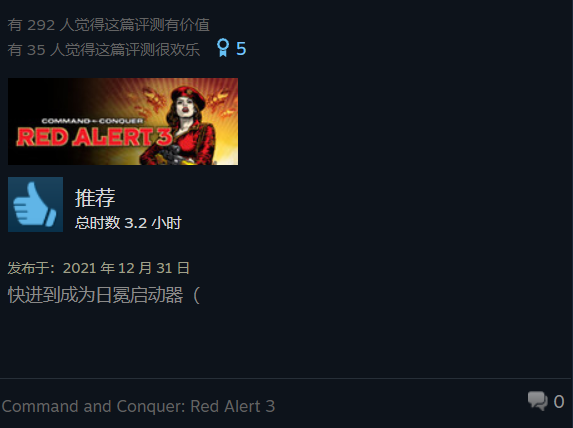 有 292 人觉得这篇评测有价值
有 35 人觉得这篇评测很欢乐 5
COMMAND & CONQUER
RED ALERT 3
推荐
总时数 3.2 小时
发布于：2021 年 12 月 31 日
快进到成为日冕启动器（
Command and Conquer: Red Alert 3
0